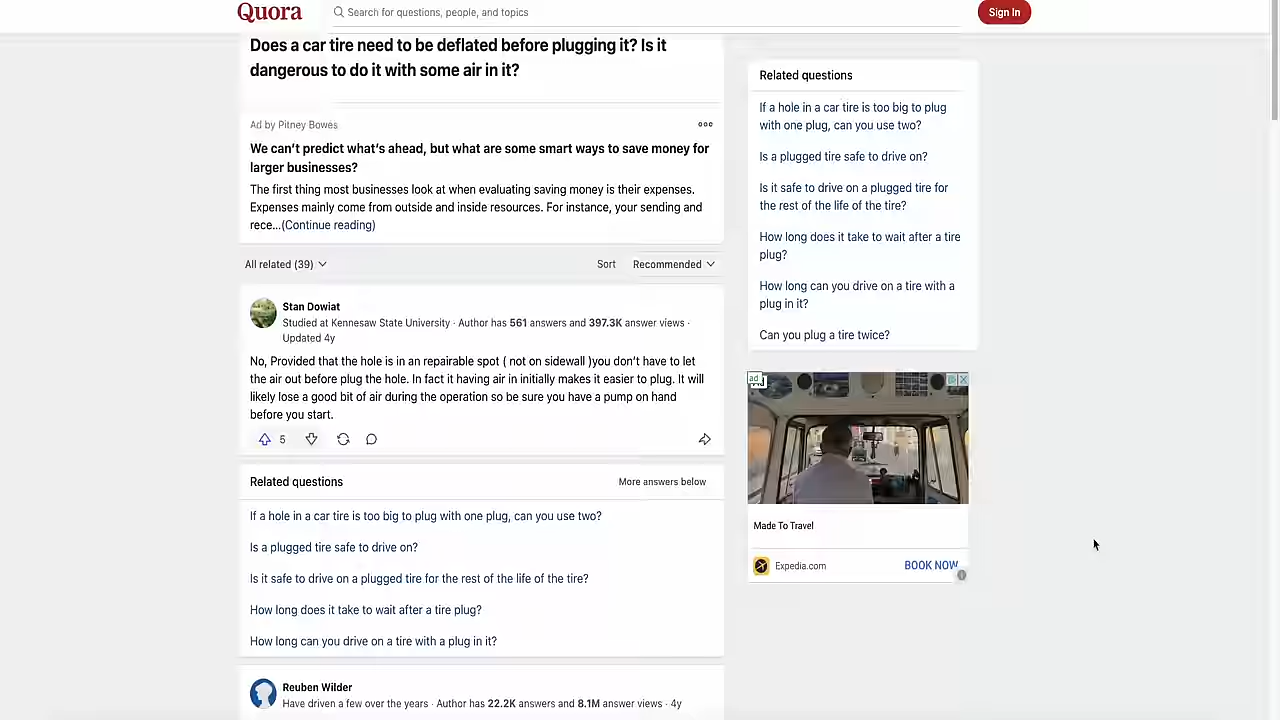 Quora
Search for questions, people, and topics
Sign In
Does a car tire need to be deflated before plugging it? Is it
dangerous to do it with some air in it?
Ad by Pitney Bowes
We can't predict what's ahead, but what are some smart ways to save money for
larger businesses?
The first thing most businesses look at when evaluating saving money is their expenses.
Expenses mainly come from outside and inside resources. For instance, your sending and
rece...(Continue reading)
All related (39)
Sort
Recommended
Stan Dowiat
Studied at Kennesaw State University · Author has 561 answers and 397.3K answer views ·
Updated 4y
No, Provided that the hole is in an repairable spot ( not on sidewall )you don't have to let
the air out before plug the hole. In fact it having air in initially makes it easier to plug. It will
likely lose a good bit of air during the operation so be sure you have a pump on hand
before you start.
5
Related questions
More answers below
If a hole in a car tire is too big to plug with one plug, can you use two?
Is a plugged tire safe to drive on?
Is it safe to drive on a plugged tire for the rest of the life of the tire?
How long does it take to wait after a tire plug?
How long can you drive on a tire with a plug in it?
Reuben Wilder
Have driven a few over the years · Author has 22.2K answers and 8.1M answer views · 4y
Related questions
If a hole in a car tire is too big to plug
with one plug, can you use two?
Is a plugged tire safe to drive on?
Is it safe to drive on a plugged tire for
the rest of the life of the tire?
How long does it take to wait after a tire
plug?
How long can you drive on a tire with a
plug in it?
Can you plug a tire twice?
ad
Made To Travel
Expedia.com
BOOK NOW